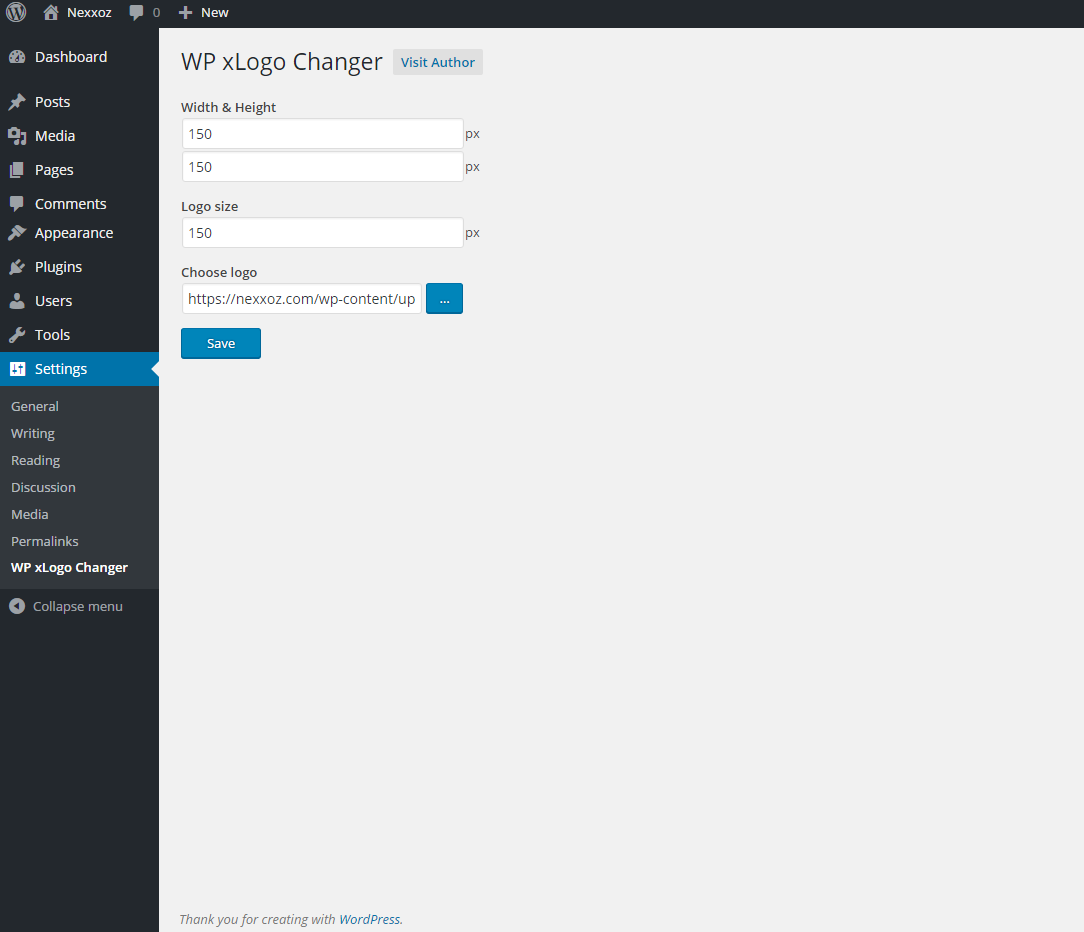 Nexxoz 0 New
Dashboard
Posts
Media
Pages
Comments
Appearance
Plugins
Users
Tools
Settings
General
Writing
Reading
Discussion
Media
Permalinks
WP xLogo Changer
Collapse menu
WP xLogo Changer Visit Author
Width & Height
150 px
150 px
Logo size
150 px
Choose logo
https://nexxoz.com/wp-content/up ...
Save
Thank you for creating with WordPress.